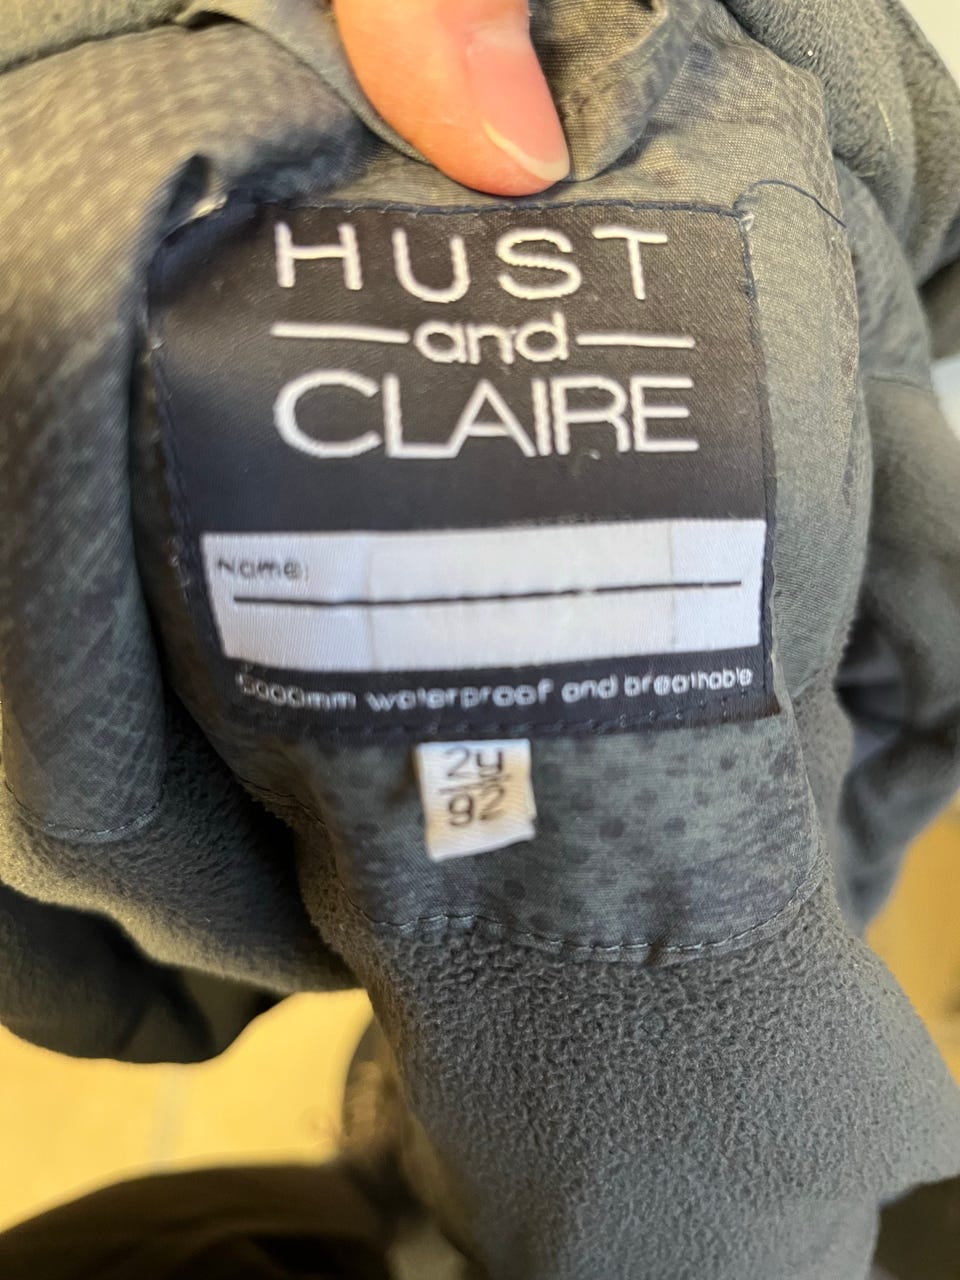 HUST
and
CLAIRE
Name:
5000mm waterproof and breathable
2y
92